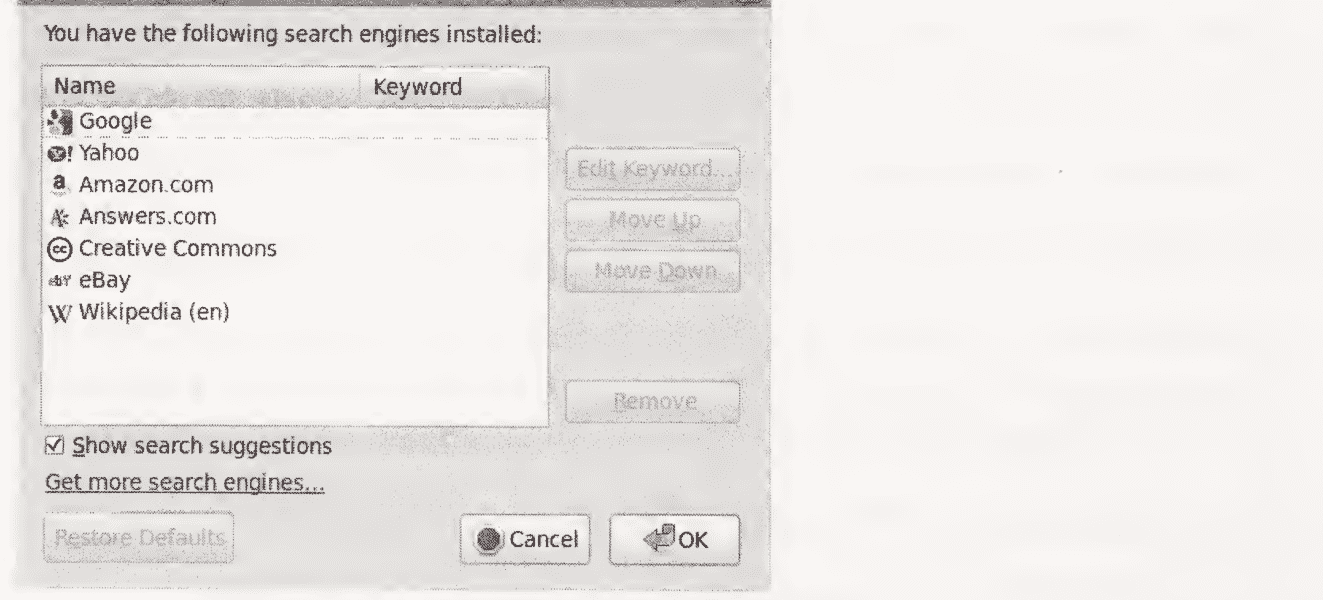 You have the following search engines installed:
Name Keyword
Google
Yahoo
Amazon.com
Answers.com
Creative Commons
eBay
Wikipedia (en)
Edit Keyword...
Move Up
Move Down
Remove
Show search suggestions
Get more search engines...
Restore Defaults
Cancel
OK